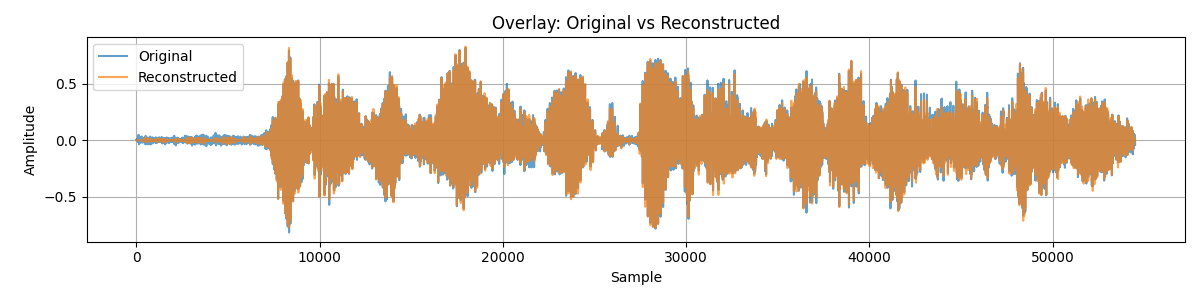 Overlay: Original vs Reconstructed
Original
Reconstructed
Amplitude
0.5
0.0
−0.5
0 10000 20000 30000 40000 50000
Sample